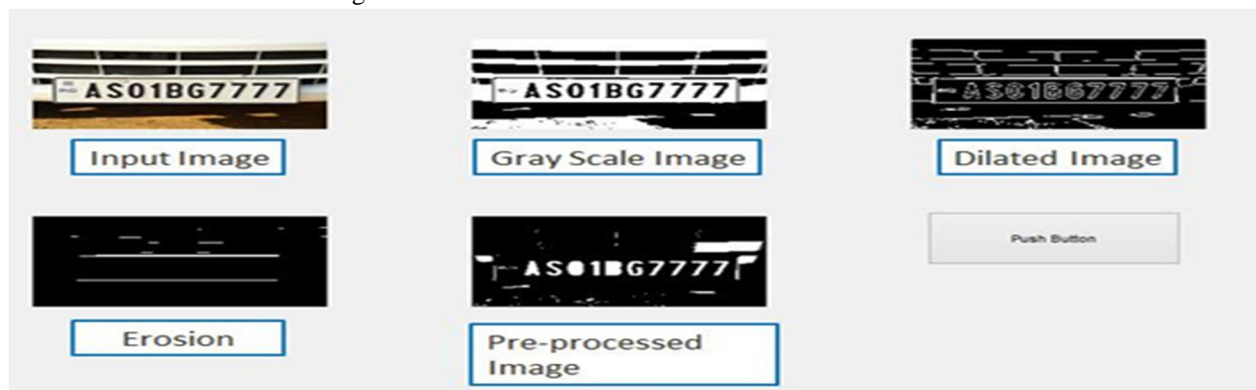 AS01BG7777
AS01BG7777
AS01BG7777
Input Image
Gray Scale Image
Dilated Image
AS01BG7777
Push Button
Erosion
Pre-processed
Image